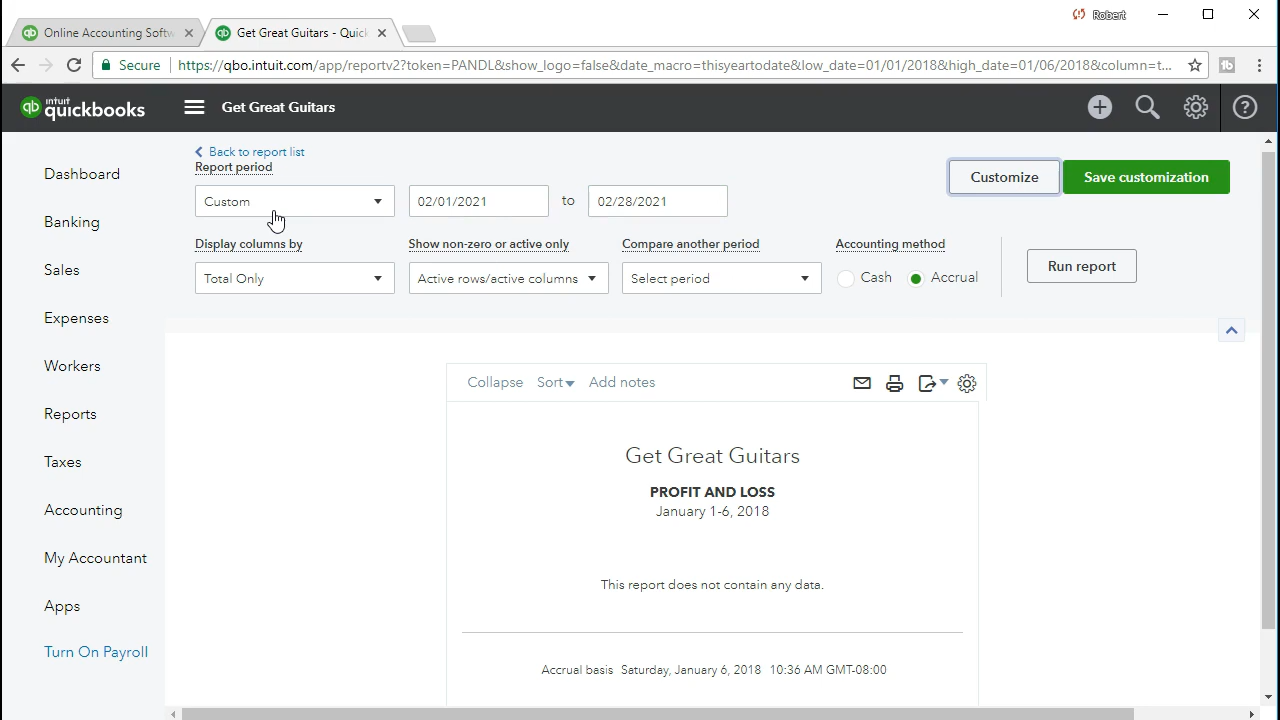 Online Accounting Softw
Get Great Guitars - Quick
Robert
Secure
https://qbo.intuit.com/app/reportv2?token=PANDL&show_logo=false&date_macro=thisyeartodate&low_date=01/01/2018&high_date=01/06/2018&column=t...
intuit
quickbooks
Get Great Guitars
Dashboard
Banking
Sales
Expenses
Workers
Reports
Taxes
Accounting
My Accountant
Apps
Turn On Payroll
Back to report list
Report period
Custom
02/01/2021
to
02/28/2021
Customize
Save customization
Display columns by
Show non-zero or active only
Compare another period
Accounting method
Total Only
Active rows/active columns
Select period
Cash
Accrual
Run report
Collapse
Sort
Add notes
Get Great Guitars
PROFIT AND LOSS
January 1-6, 2018
This report does not contain any data.
Accrual basis Saturday, January 6, 2018 10:36 AM GMT-08:00